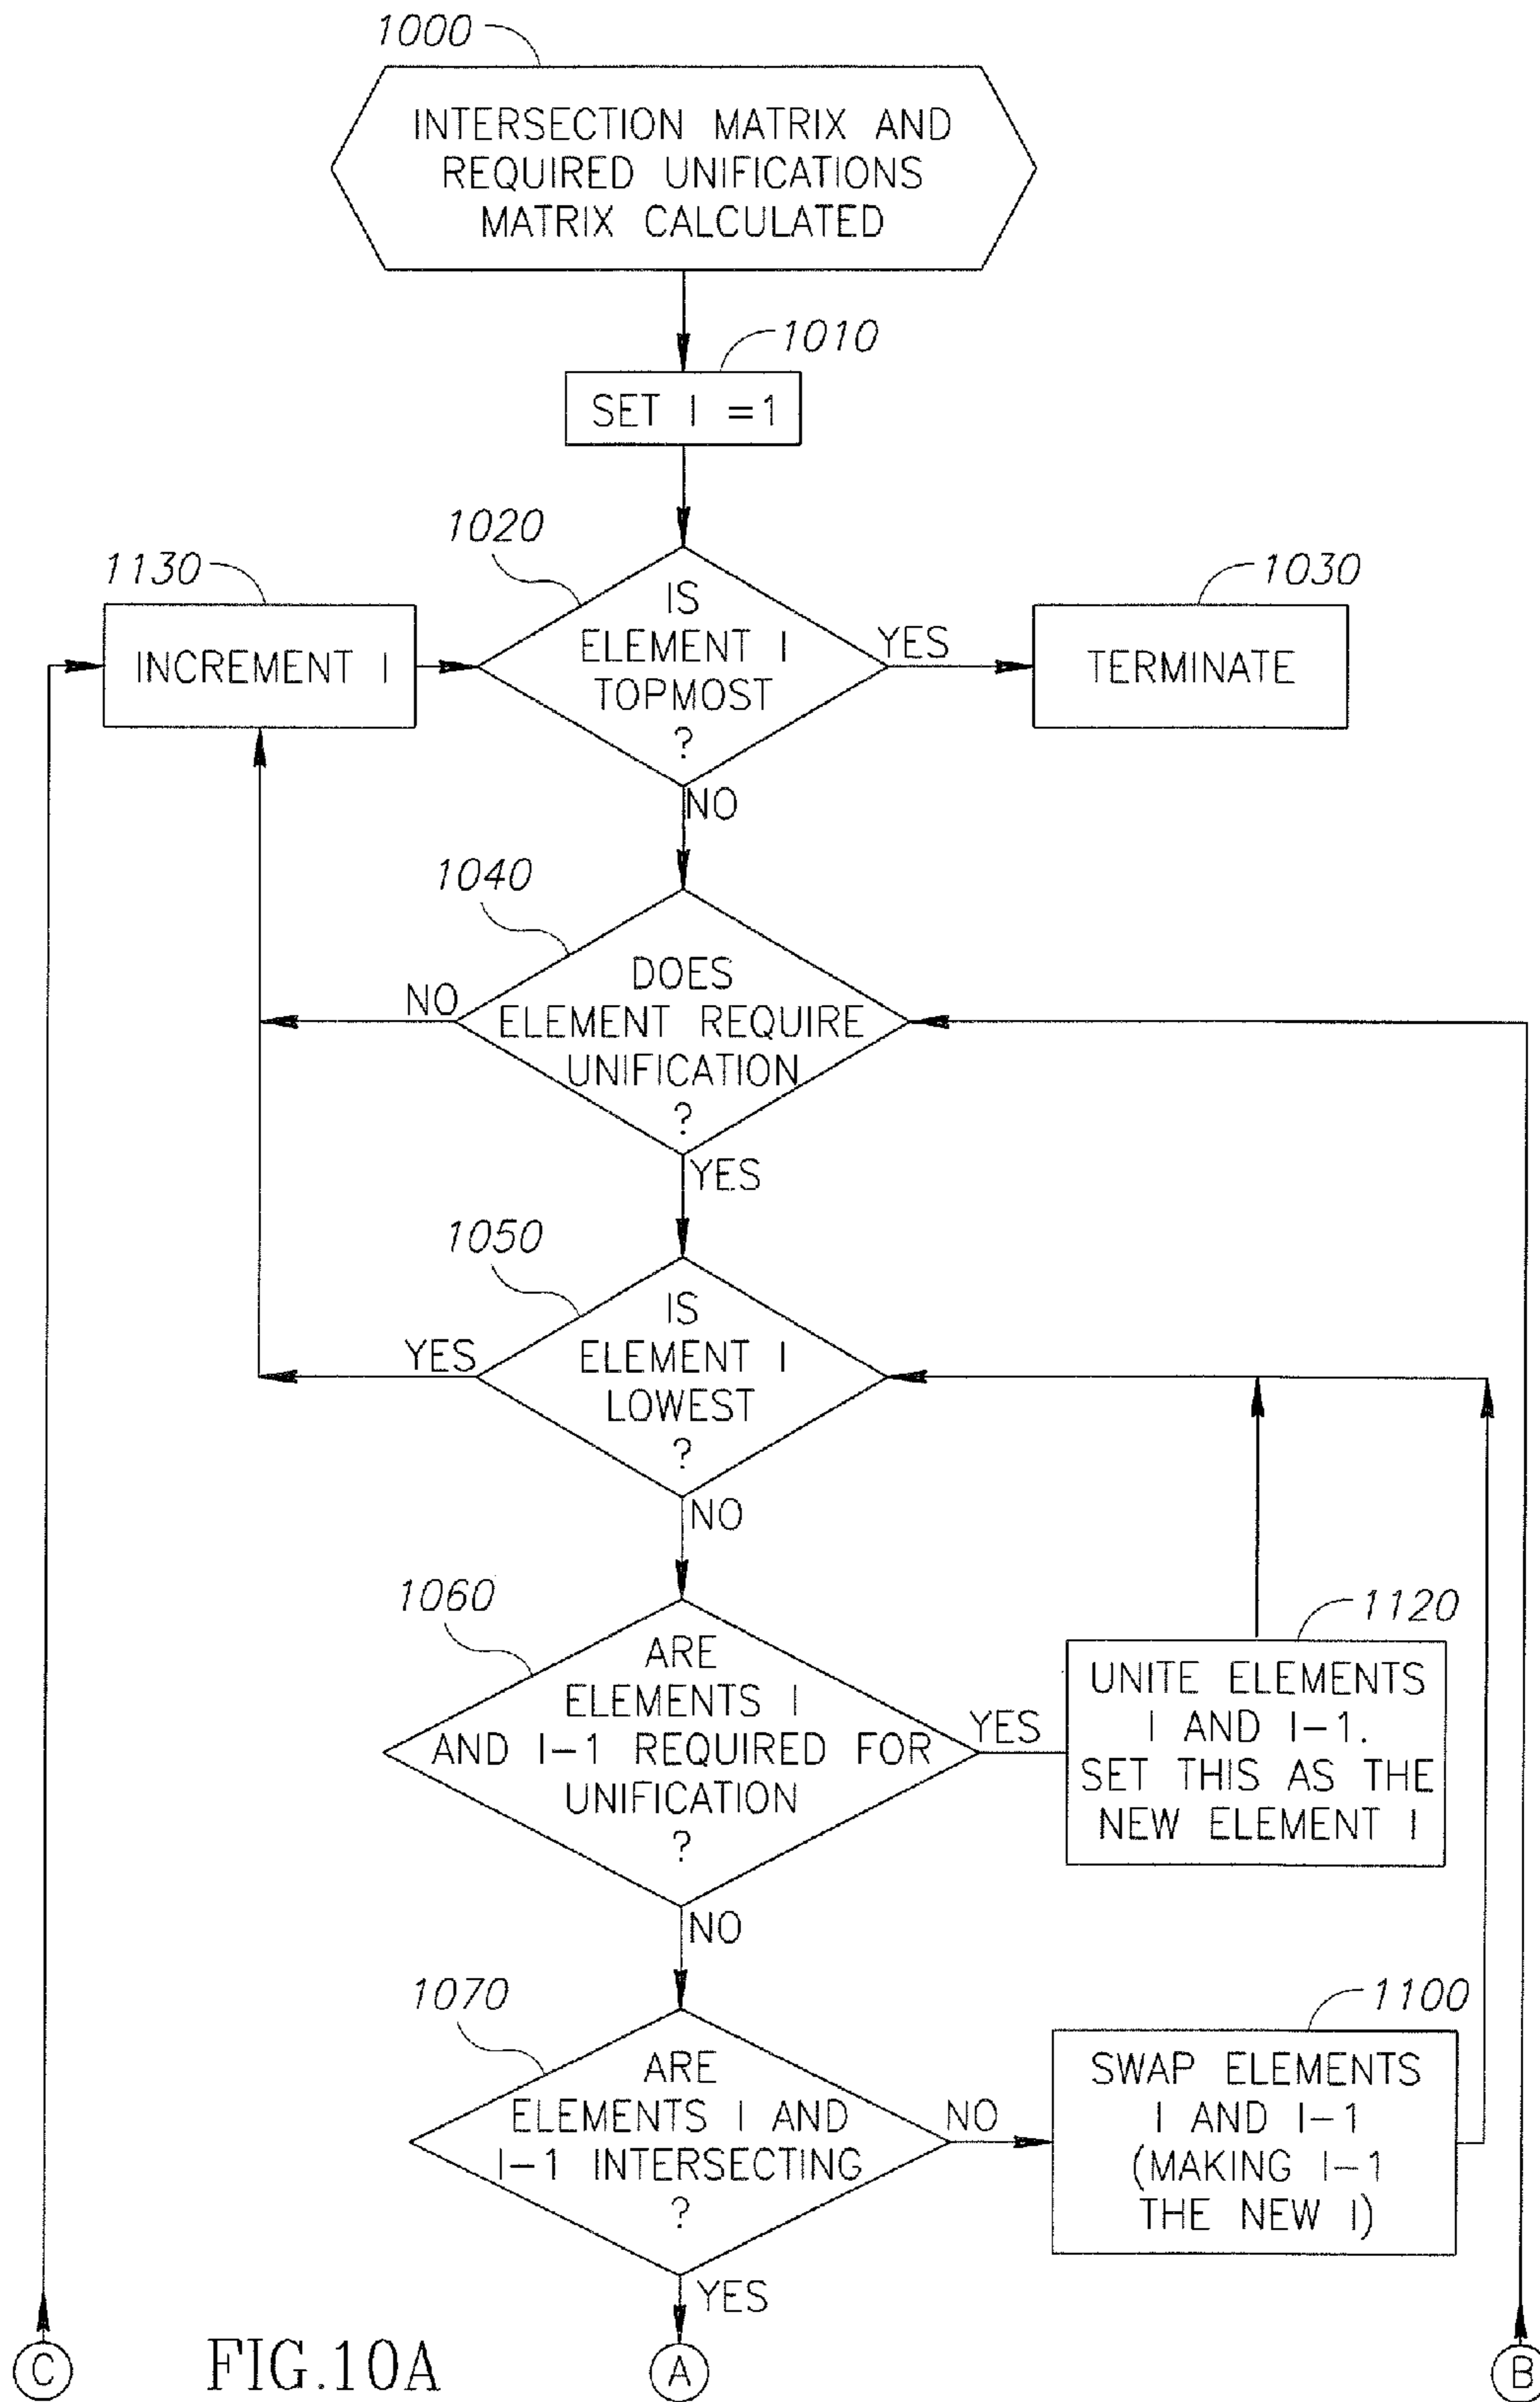 1000
INTERSECTION MATRIX AND
REQUIRED UNIFICATIONS
MATRIX CALCULATED
1010
SET I =1
1020
IS
ELEMENT I
TOPMOST
?
YES
NO
1130
INCREMENT I
1030
TERMINATE
1040
DOES
ELEMENT REQUIRE
UNIFICATION
?
NO
YES
1050
IS
ELEMENT I
LOWEST
?
YES
NO
1060
ARE
ELEMENTS I
AND I-1 REQUIRED FOR
UNIFICATION
?
YES
NO
1120
UNITE ELEMENTS
I AND I-1.
SET THIS AS THE
NEW ELEMENT I
1070
ARE
ELEMENTS I AND
I-1 INTERSECTING
?
NO
YES
1100
SWAP ELEMENTS
I AND I-1
(MAKING I-1
THE NEW I)
C
FIG.10A
A
B